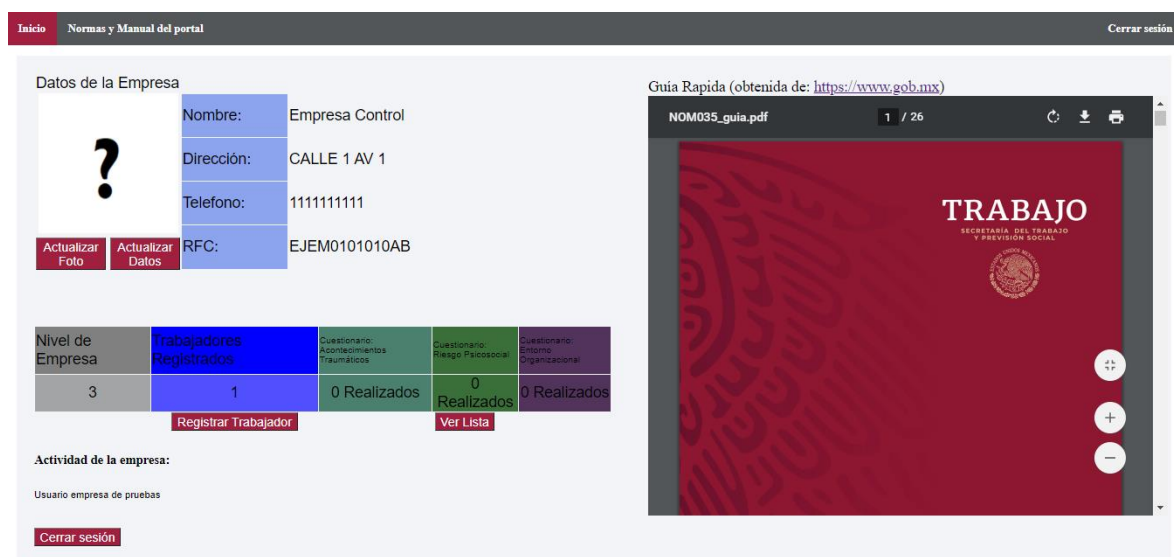 Inicio Normas y Manual del portal Cerrar sesión
Datos de la Empresa
?
Nombre: Empresa Control
Dirección: CALLE 1 AV 1
Telefono: 1111111111
RFC: EJEM0101010AB
Actualizar
Foto
Actualizar
Datos
Nivel de
Empresa
Trabajadores
Registrados
Cuestionario:
Acontecimientos
Traumáticos
Cuestionario:
Riesgo Psicosocial
Cuestionario:
Entorno
Organizacional
3
1
0 Realizados
0
Realizados
0 Realizados
Registrar Trabajador
Ver Lista
Actividad de la empresa:
Usuario empresa de pruebas
Cerrar sesión
Guía Rapida (obtenida de: https://www.gob.mx)
NOM035_guia.pdf 1 / 26
TRABAJO
SECRETARÍA DEL TRABAJO
Y PREVISIÓN SOCIAL